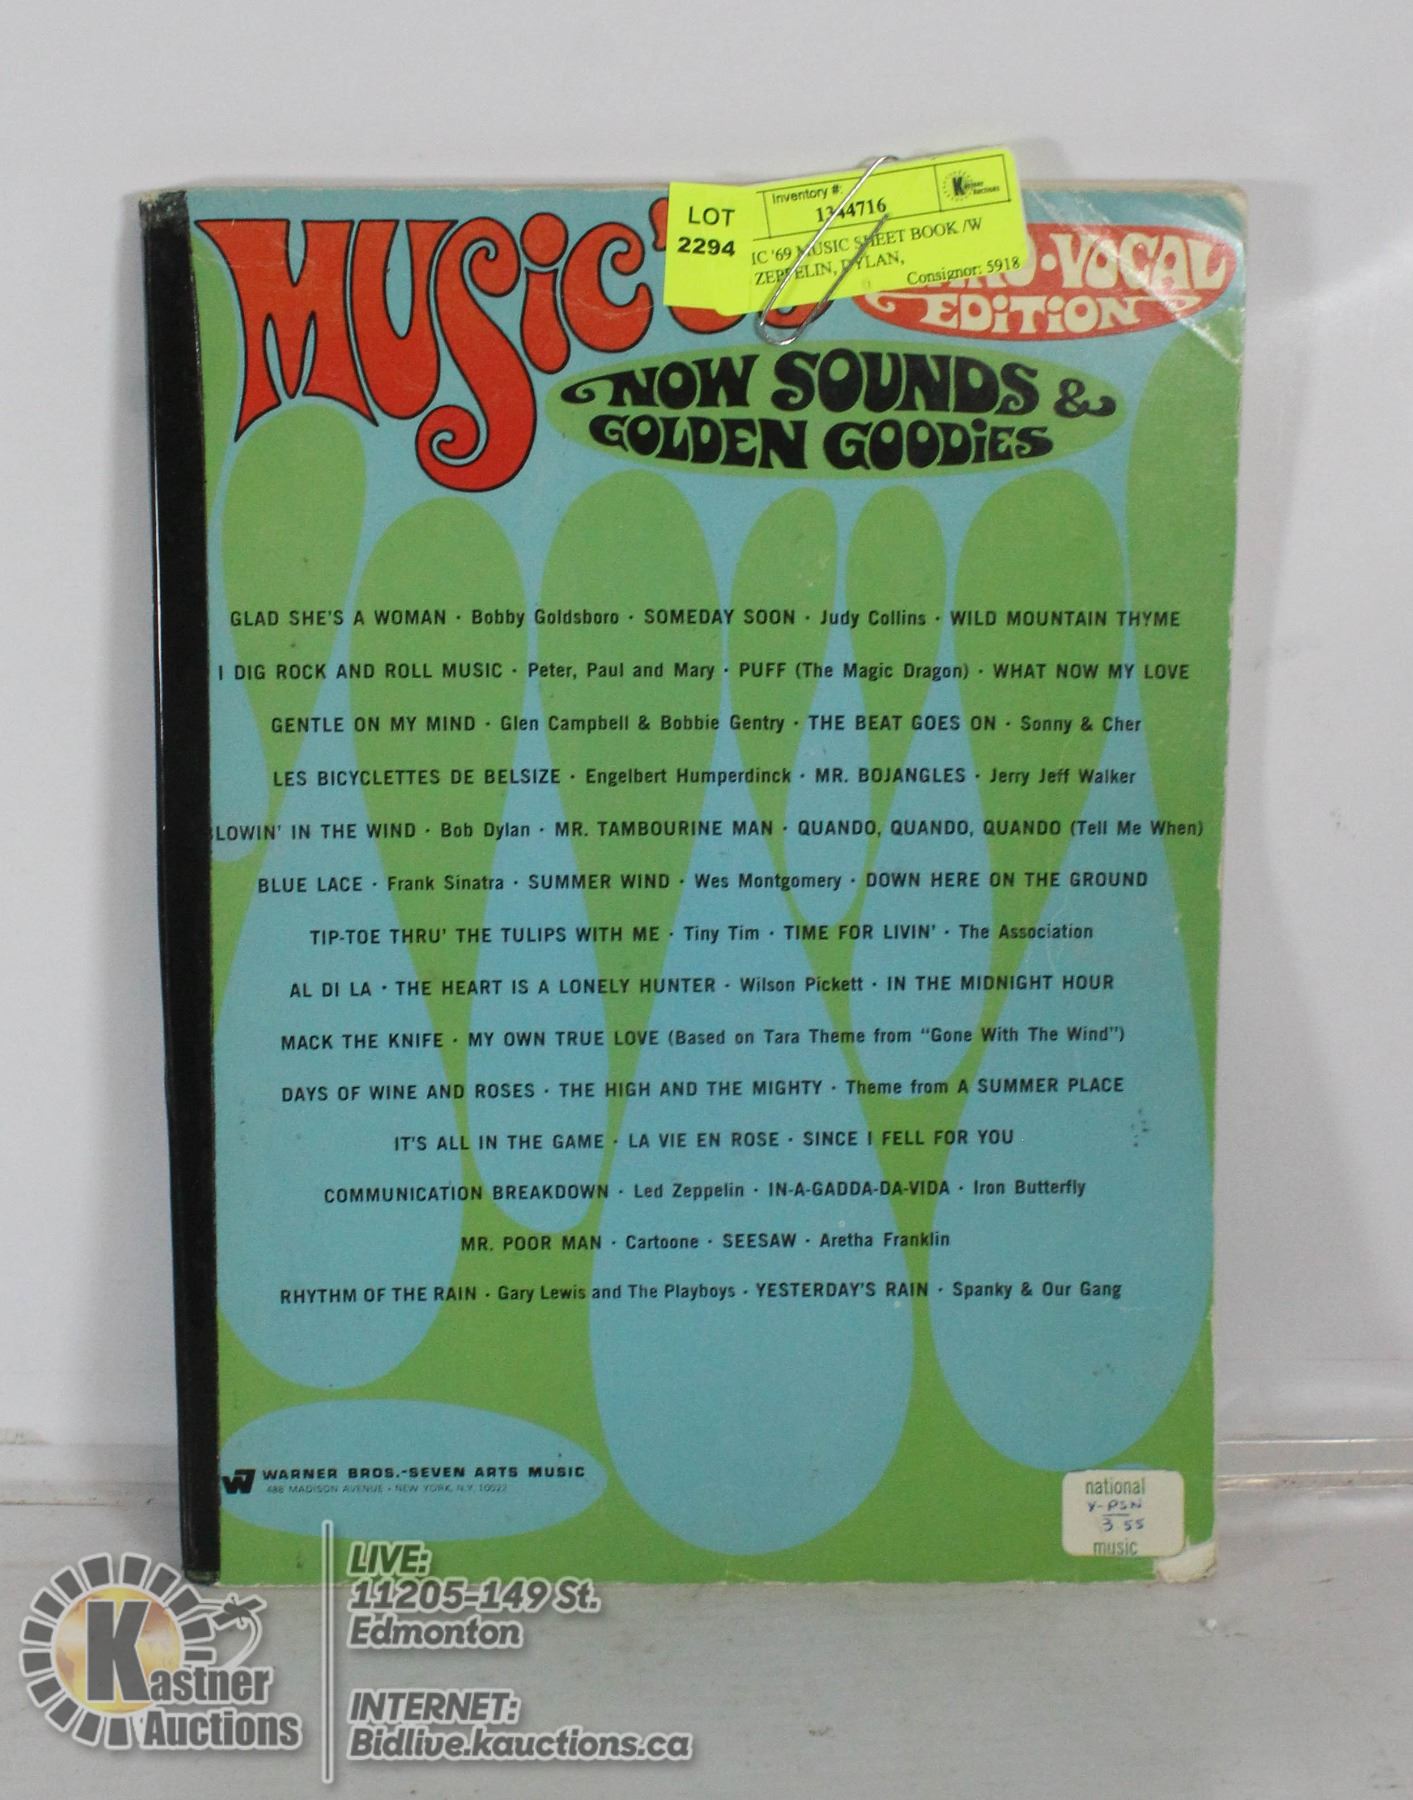 LOT
2294
Inventory #:
1344716
Kastner Auctions
IC '69 MUSIC SHEET BOOK /W
ZEPPELIN, DYLAN,
Consignor: 5918
MUSIC
VOCAL
EDITION
NOW SOUNDS &
GOLDEN GOODIES
GLAD SHE'S A WOMAN · Bobby Goldsboro · SOMEDAY SOON · Judy Collins · WILD MOUNTAIN THYME
I DIG ROCK AND ROLL MUSIC · Peter, Paul and Mary · PUFF (The Magic Dragon) · WHAT NOW MY LOVE
GENTLE ON MY MIND · Glen Campbell & Bobbie Gentry · THE BEAT GOES ON · Sonny & Cher
LES BICYCLETTES DE BELSIZE · Engelbert Humperdinck · MR. BOJANGLES · Jerry Jeff Walker
BLOWIN' IN THE WIND · Bob Dylan · MR. TAMBOURINE MAN · QUANDO, QUANDO, QUANDO (Tell Me When)
BLUE LACE · Frank Sinatra · SUMMER WIND · Wes Montgomery · DOWN HERE ON THE GROUND
TIP-TOE THRU' THE TULIPS WITH ME · Tiny Tim · TIME FOR LIVIN' · The Association
AL DI LA · THE HEART IS A LONELY HUNTER · Wilson Pickett · IN THE MIDNIGHT HOUR
MACK THE KNIFE · MY OWN TRUE LOVE (Based on Tara Theme from "Gone With The Wind")
DAYS OF WINE AND ROSES · THE HIGH AND THE MIGHTY · Theme from A SUMMER PLACE
IT'S ALL IN THE GAME · LA VIE EN ROSE · SINCE I FELL FOR YOU
COMMUNICATION BREAKDOWN · Led Zeppelin · IN-A-GADDA-DA-VIDA · Iron Butterfly
MR. POOR MAN · Cartoone · SEESAW · Aretha Franklin
RHYTHM OF THE RAIN · Gary Lewis and The Playboys · YESTERDAY'S RAIN · Spanky & Our Gang
W7 WARNER BROS.-SEVEN ARTS MUSIC
488 MADISON AVENUE · NEW YORK, N.Y. 10022
national
V-PSN
3 55
music
Kastner
Auctions
LIVE:
11205-149 St.
Edmonton
INTERNET:
Bidlive.kauctions.ca